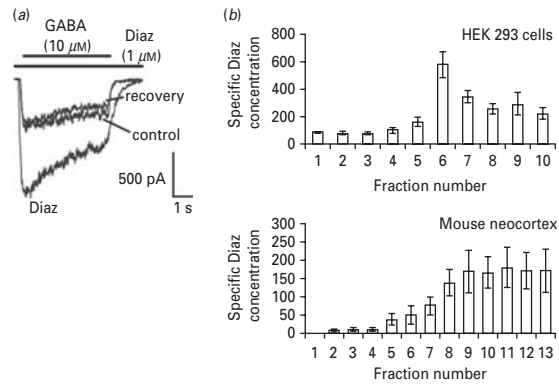 (a)
GABA
(10 μM)
Diaz
(1 μM)
recovery
control
500 pA
1 s
Diaz
(b)
HEK 293 cells
Specific Diaz
concentration
800
600
400
200
0
1 2 3 4 5 6 7 8 9 10
Fraction number
Mouse neocortex
Specific Diaz
concentration
300
250
200
150
100
50
0
1 2 3 4 5 6 7 8 9 10 11 12 13
Fraction number